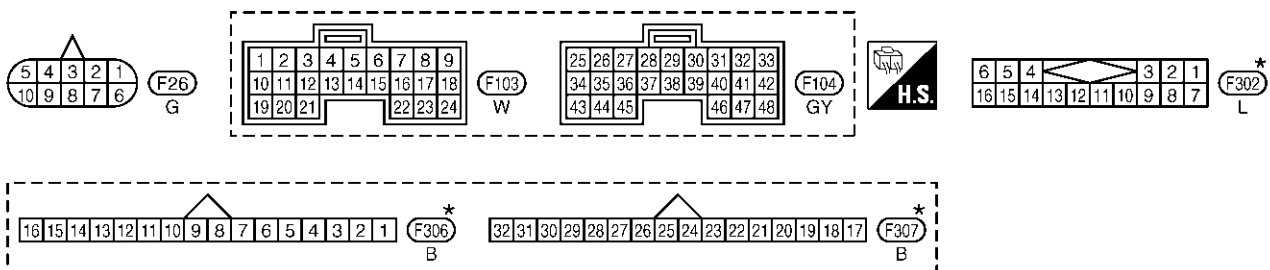 5 4 3 2 1
10 9 8 7 6
F26
G
1 2 3 4 5 6 7 8 9
10 11 12 13 14 15 16 17 18
19 20 21 22 23 24
F103
W
25 26 27 28 29 30 31 32 33
34 35 36 37 38 39 40 41 42
43 44 45 46 47 48
F104
GY
H.S.
6 5 4 3 2 1
16 15 14 13 12 11 10 9 8 7
*
F302
L
16 15 14 13 12 11 10 9 8 7 6 5 4 3 2 1
*
F306
B
32 31 30 29 28 27 26 25 24 23 22 21 20 19 18 17
*
F307
B